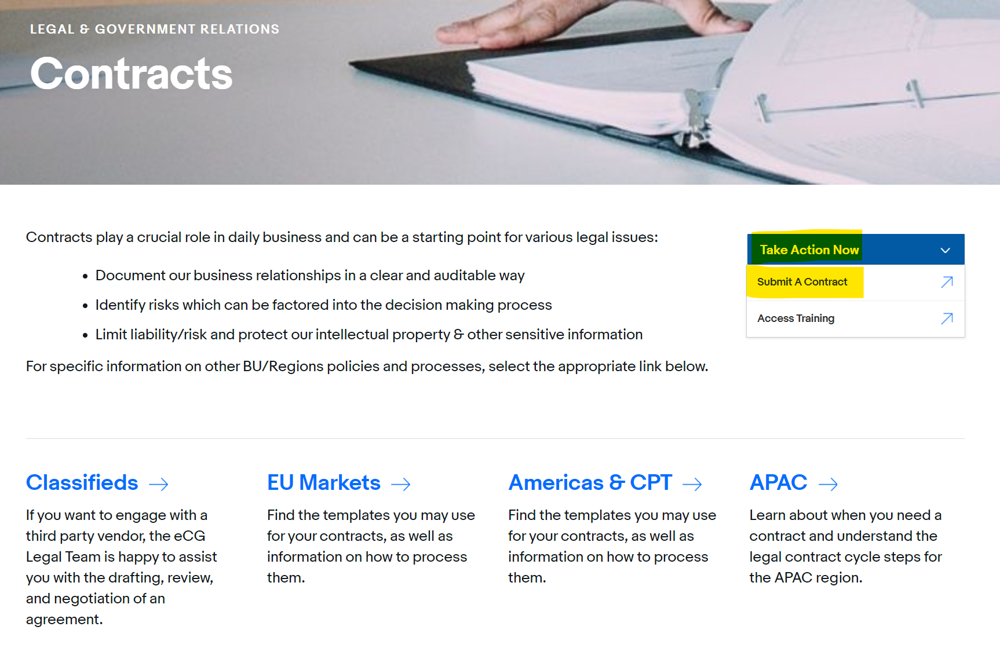 LEGAL & GOVERNMENT RELATIONS
Contracts
Contracts play a crucial role in daily business and can be a starting point for various legal issues:
• Document our business relationships in a clear and auditable way
• Identify risks which can be factored into the decision making process
• Limit liability/risk and protect our intellectual property & other sensitive information
For specific information on other BU/Regions policies and processes, select the appropriate link below.
Take Action Now
Submit A Contract
Access Training
Classifieds →
If you want to engage with a
third party vendor, the eCG
Legal Team is happy to assist
you with the drafting, review,
and negotiation of an
agreement.
EU Markets →
Find the templates you may use
for your contracts, as well as
information on how to process
them.
Americas & CPT →
Find the templates you may use
for your contracts, as well as
information on how to process
them.
APAC →
Learn about when you need a
contract and understand the
legal contract cycle steps for
the APAC region.